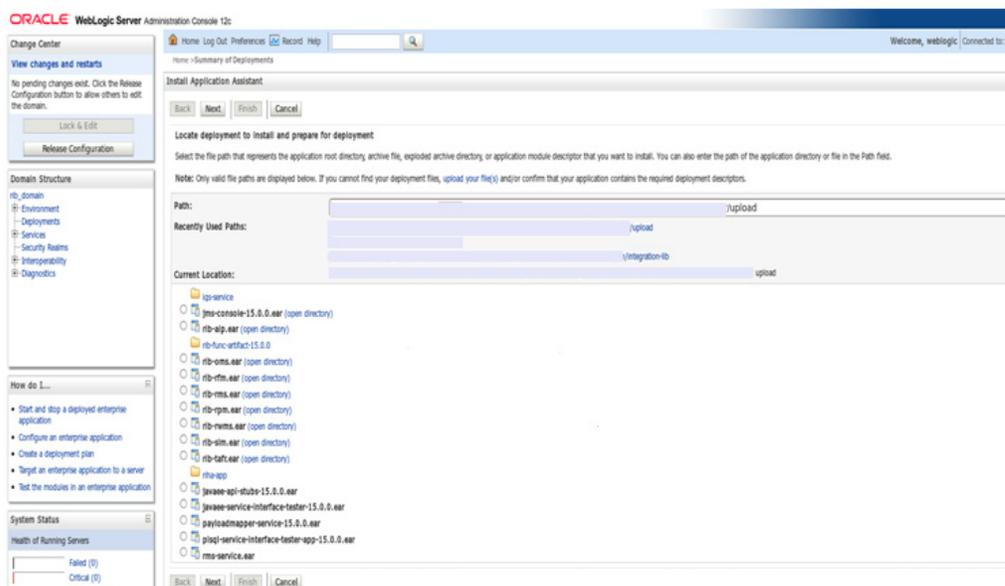 ORACLE WebLogic Server Administration Console 12c
Change Center
View changes and restarts
No pending changes exist. Click the Release
Configuration button to allow others to edit
the domain.
Lock & Edit
Release Configuration
Domain Structure
rib_domain
Environment
Deployments
Services
Security Realms
Interoperability
Diagnostics
How do I...
Start and stop a deployed enterprise
application
Configure an enterprise application
Create a deployment plan
Target an enterprise application to a server
Test the modules in an enterprise application
System Status
Health of Running Servers
Failed (0)
Critical (0)
Home Log Out Preferences Record Help
Welcome, weblogic Connected to:
Home >Summary of Deployments
Install Application Assistant
Back Next Finish Cancel
Locate deployment to install and prepare for deployment
Select the file path that represents the application root directory, archive file, exploded archive directory, or application module descriptor that you want to install. You can also enter the path of the application directory or file in the Path field.
Note: Only valid file paths are displayed below. If you cannot find your deployment files, upload your file(s) and/or confirm that your application contains the required deployment descriptors.
Path: /upload
Recently Used Paths: /upload
/integration-lib
Current Location: upload
igs-service
jms-console-15.0.0.ear (open directory)
rib-aip.ear (open directory)
rib-func-artifact-15.0.0
rib-oms.ear (open directory)
rib-rfm.ear (open directory)
rib-rms.ear (open directory)
rib-rpm.ear (open directory)
rib-rwms.ear (open directory)
rib-sim.ear (open directory)
rib-tafr.ear (open directory)
riha-app
javaee-api-stubs-15.0.0.ear
javaee-service-interface-tester-15.0.0.ear
payloadmapper-service-15.0.0.ear
plsql-service-interface-tester-app-15.0.0.ear
rms-service.ear
Back Next Finish Cancel